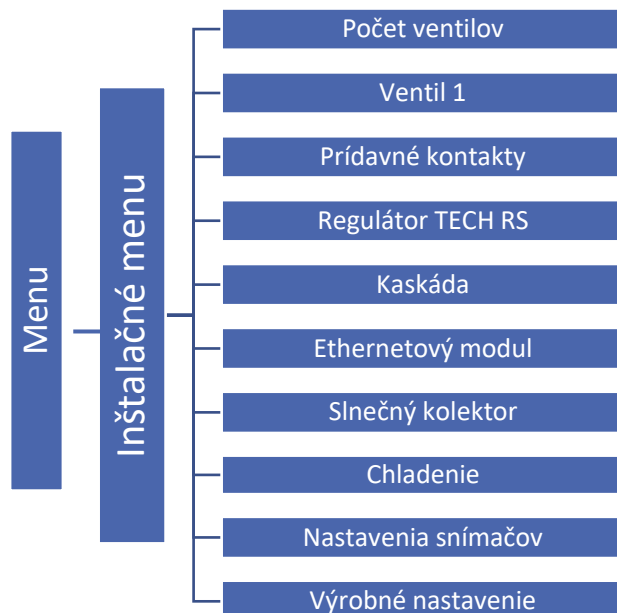 Menu
Inštalačné menu
Počet ventilov
Ventil 1
Prídavné kontakty
Regulátor TECH RS
Kaskáda
Ethernetový modul
Slnečný kolektor
Chladenie
Nastavenia snímačov
Výrobné nastavenie